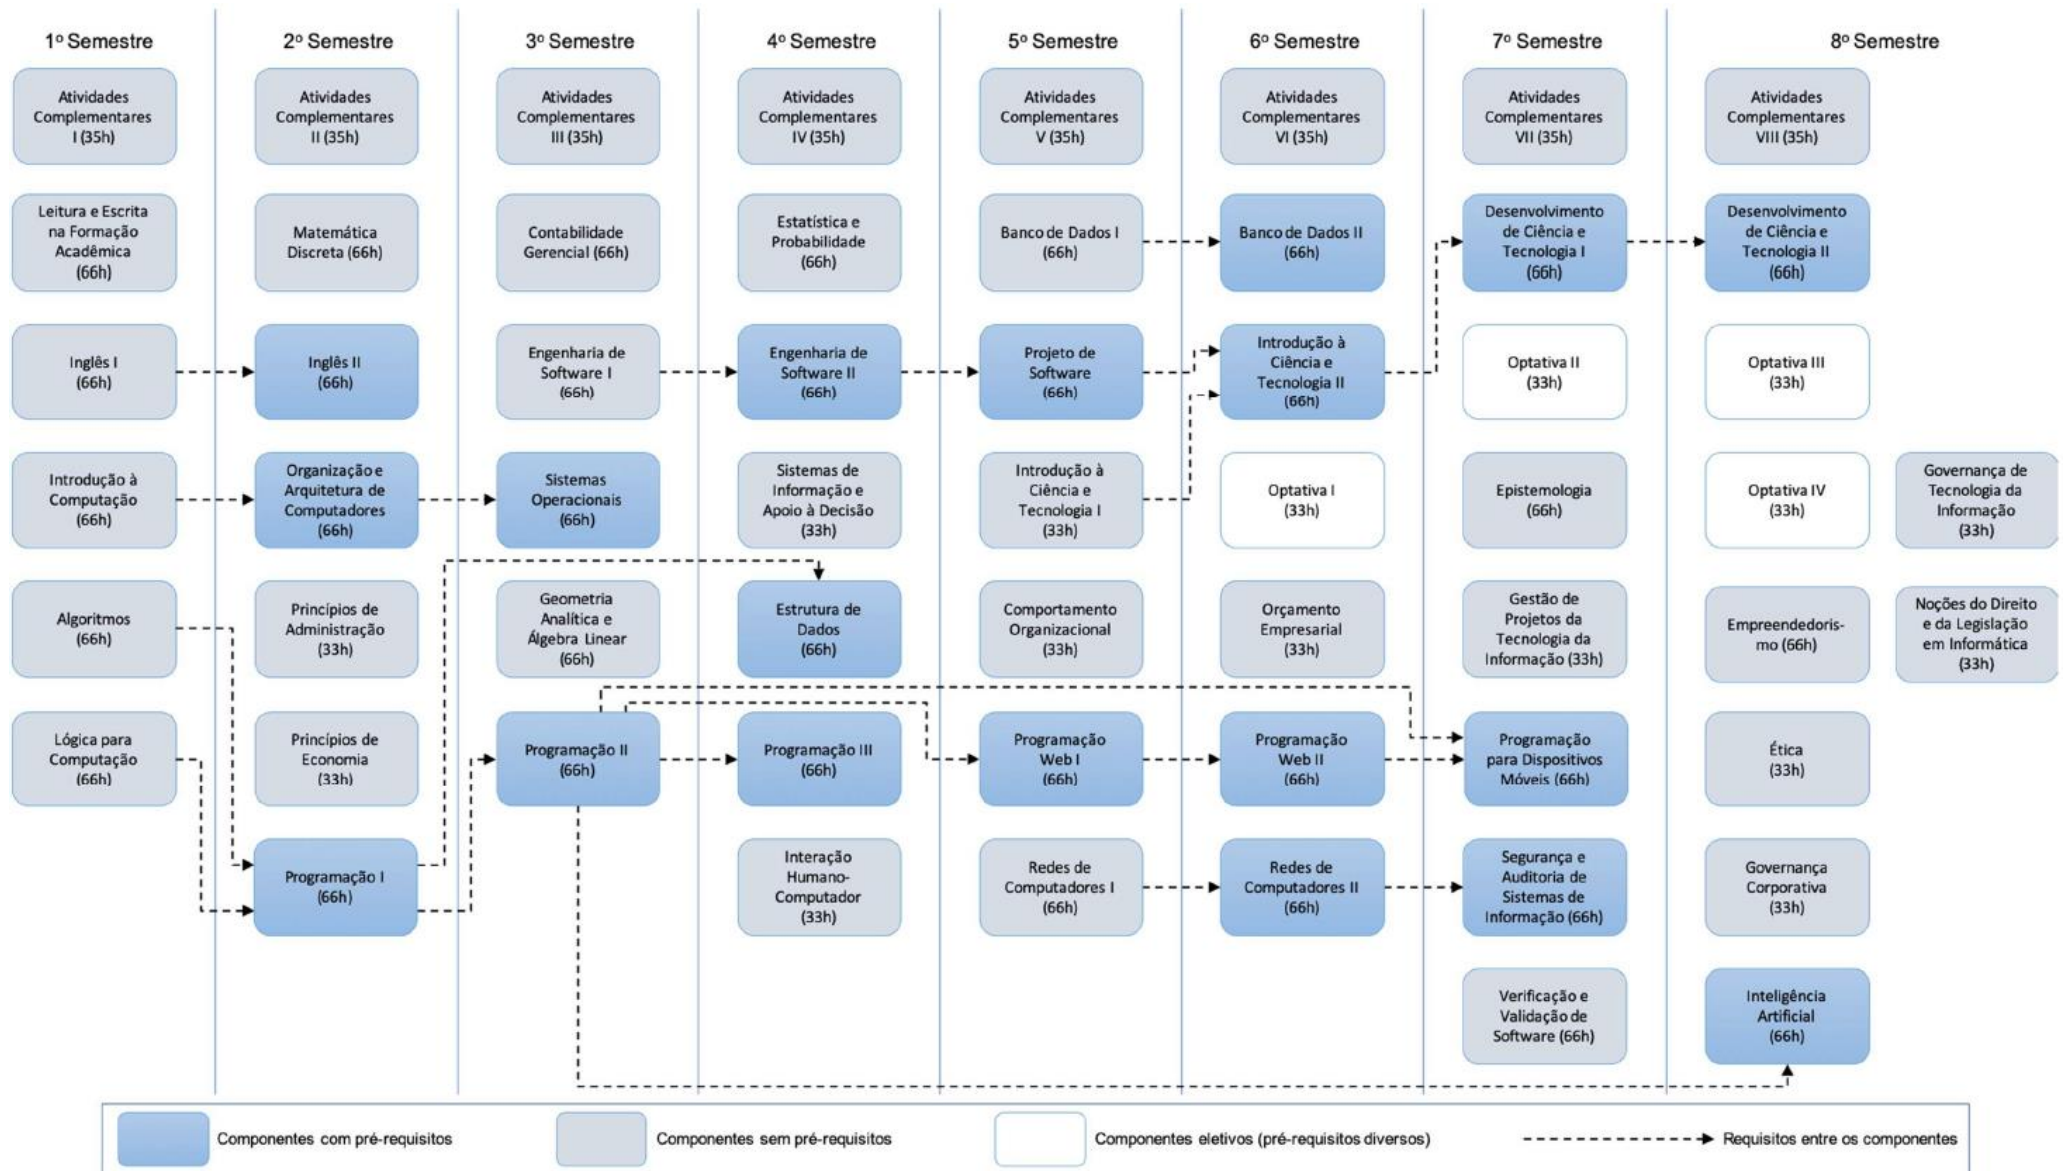 1º Semestre
Atividades
Complementares
I (35h)
Leitura e Escrita
na Formação
Acadêmica
(66h)
Inglês I
(66h)
Introdução à
Computação
(66h)
Algoritmos
(66h)
Lógica para
Computação
(66h)
2º Semestre
Atividades
Complementares
II (35h)
Matemática
Discreta (66h)
Inglês II
(66h)
Organização e
Arquitetura de
Computadores
(66h)
Princípios de
Administração
(33h)
Princípios de
Economia
(33h)
Programação I
(66h)
3º Semestre
Atividades
Complementares
III (35h)
Contabilidade
Gerencial (66h)
Engenharia de
Software I
(66h)
Sistemas
Operacionais
(66h)
Geometria
Analítica e
Álgebra Linear
(66h)
Programação II
(66h)
4º Semestre
Atividades
Complementares
IV (35h)
Estatística e
Probabilidade
(66h)
Engenharia de
Software II
(66h)
Sistemas de
Informação e
Apoio à Decisão
(33h)
Estrutura de
Dados
(66h)
Programação III
(66h)
Interação
Humano-
Computador
(33h)
5º Semestre
Atividades
Complementares
V (35h)
Banco de Dados I
(66h)
Projeto de
Software
(66h)
Introdução à
Ciência e
Tecnologia I
(33h)
Comportamento
Organizacional
(33h)
Programação
Web I
(66h)
Redes de
Computadores I
(66h)
6º Semestre
Atividades
Complementares
VI (35h)
Banco de Dados II
(66h)
Introdução à
Ciência e
Tecnologia II
(66h)
Optativa I
(33h)
Orçamento
Empresarial
(33h)
Programação
Web II
(66h)
Redes de
Computadores II
(66h)
7º Semestre
Atividades
Complementares
VII (35h)
Desenvolvimento
de Ciência e
Tecnologia I
(66h)
Optativa II
(33h)
Epistemologia
(66h)
Gestão de
Projetos da
Tecnologia da
Informação (33h)
Programação
para Dispositivos
Móveis (66h)
Segurança e
Auditoria de
Sistemas de
Informação (66h)
Verificação e
Validação de
Software (66h)
8º Semestre
Atividades
Complementares
VIII (35h)
Desenvolvimento
de Ciência e
Tecnologia II
(66h)
Optativa III
(33h)
Optativa IV
(33h)
Governança de
Tecnologia da
Informação
(33h)
Empreendedoris-
mo (66h)
Noções do Direito
e da Legislação
em Informática
(33h)
Ética
(33h)
Governança
Corporativa
(33h)
Inteligência
Artificial
(66h)
Componentes com pré-requisitos
Componentes sem pré-requisitos
Componentes eletivos (pré-requisitos diversos)
Requisitos entre os componentes